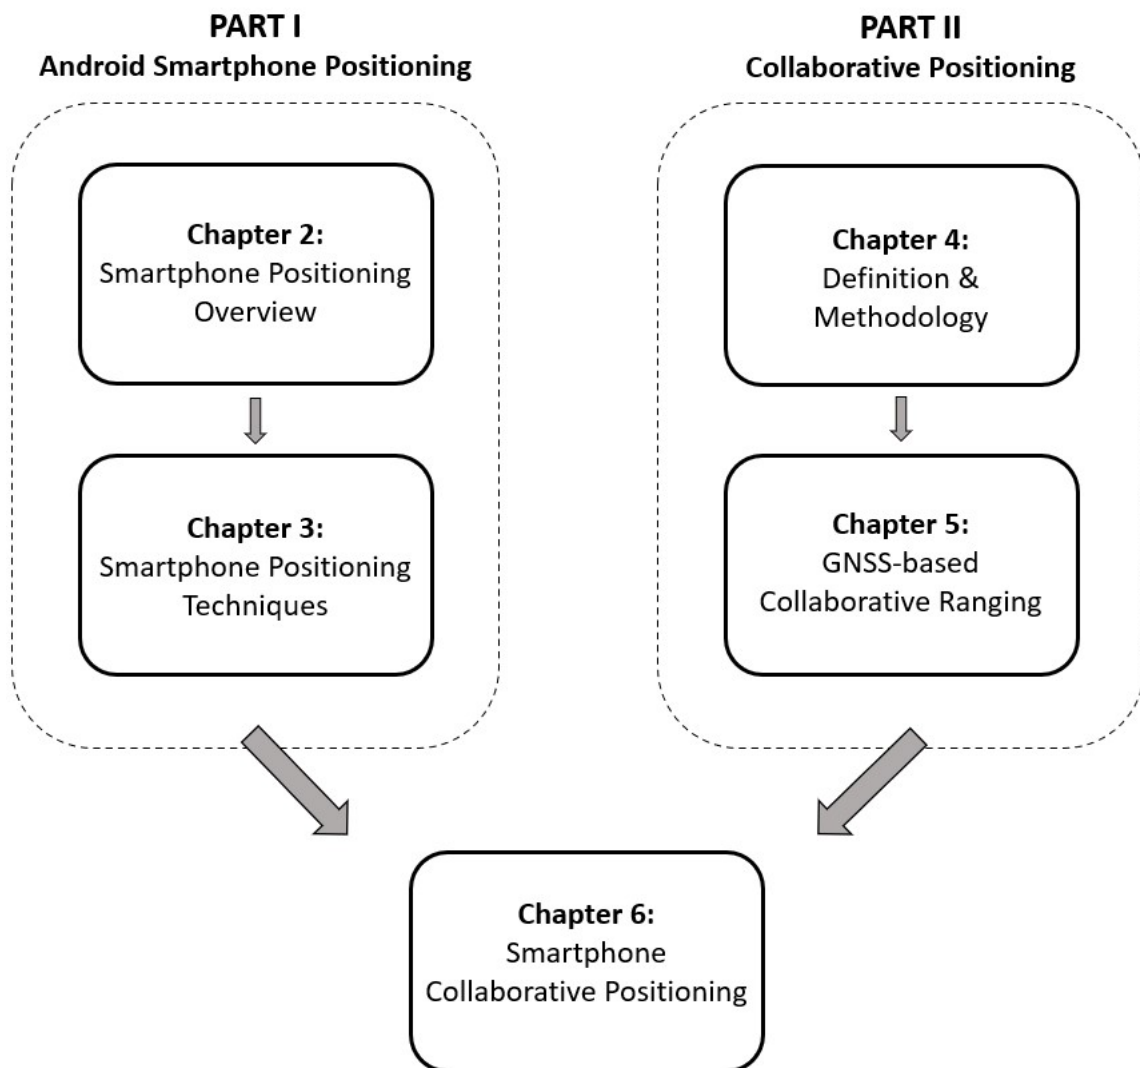 PART I
Android Smartphone Positioning
Chapter 2:
Smartphone Positioning
Overview
Chapter 3:
Smartphone Positioning
Techniques
PART II
Collaborative Positioning
Chapter 4:
Definition &
Methodology
Chapter 5:
GNSS-based
Collaborative Ranging
Chapter 6:
Smartphone
Collaborative Positioning